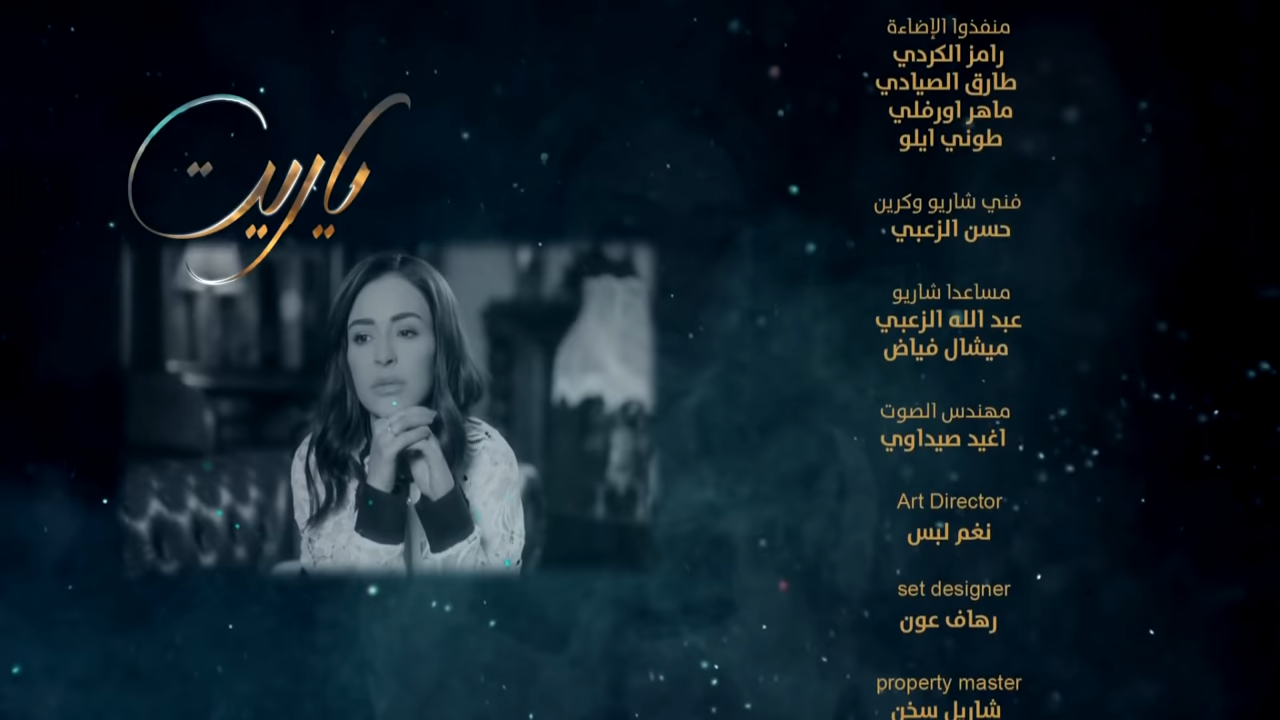 ياريت
منفذوا الإضاءة
رامز الكردي
طارق الصيادي
ماهر اورفلي
طوني ايلو
فني شاريو وكرين
حسن الزعبي
مساعدا شاريو
عبد الله الزعبي
ميشال فياض
مهندس الصوت
اغيد صيداوي
Art Director
نغم لبس
set designer
رهاف عون
property master
شاربل سخن